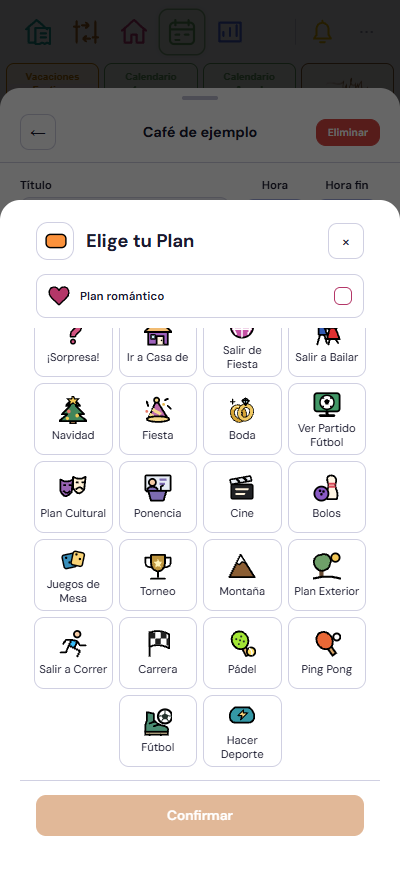 Vacaciones
Calendario
Calendario
←
Café de ejemplo
Eliminar
Título
Hora
Hora fin
Elige tu Plan
×
Plan romántico
¡Sorpresa!
Ir a Casa de
Salir de
Fiesta
Salir a Bailar
Navidad
Fiesta
Boda
Ver Partido
Fútbol
Plan Cultural
Ponencia
Cine
Bolos
Juegos de
Mesa
Torneo
Montaña
Plan Exterior
Salir a Correr
Carrera
Pádel
Ping Pong
Fútbol
Hacer
Deporte
Confirmar